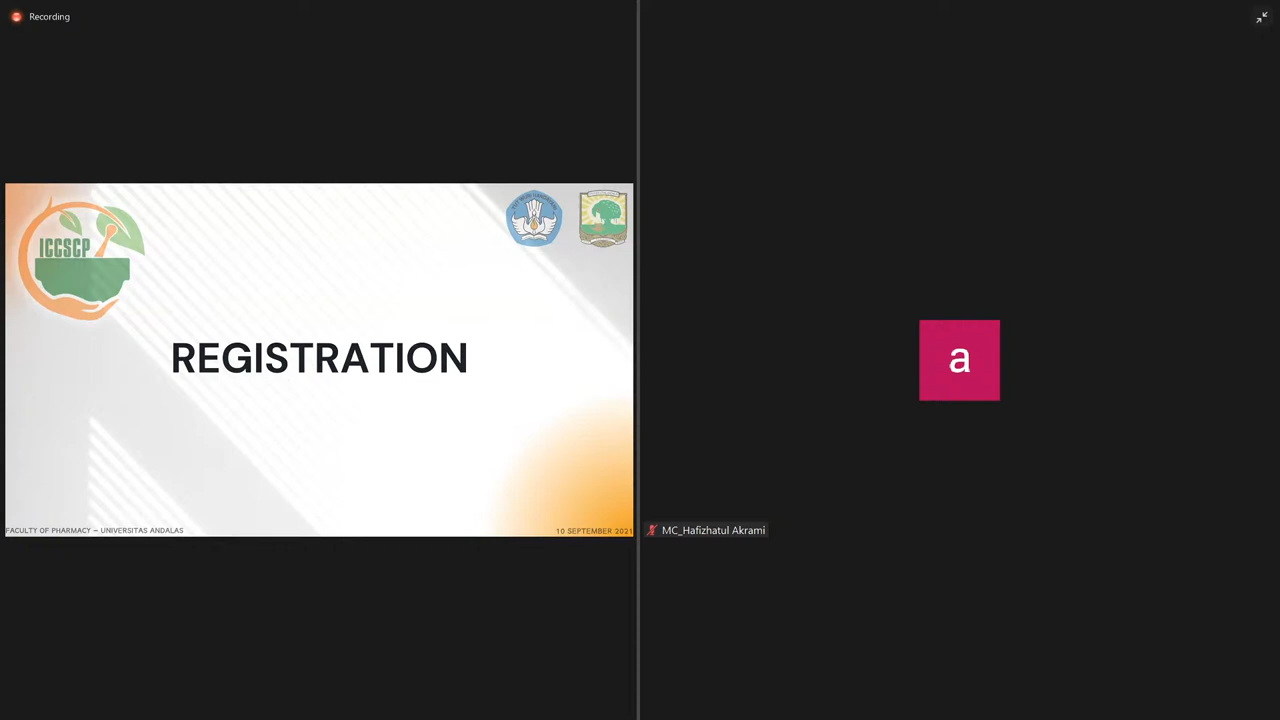 Recording
ICCSCP
REGISTRATION
FACULTY OF PHARMACY – UNIVERSITAS ANDALAS
10 SEPTEMBER 2021
a
MC_Hafizhatul Akrami